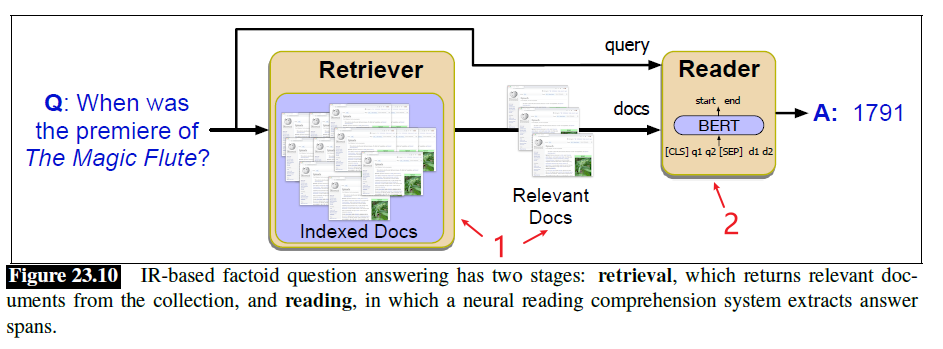 query
Retriever
Reader
Q: When was
the premiere of
The Magic Flute?
start end
docs
BERT
A: 1791
[CLS] q1 q2 [SEP] d1 d2
Indexed Docs
Relevant
Docs
1
2
Figure 23.10 IR-based factoid question answering has two stages: retrieval, which returns relevant doc-
uments from the collection, and reading, in which a neural reading comprehension system extracts answer
spans.